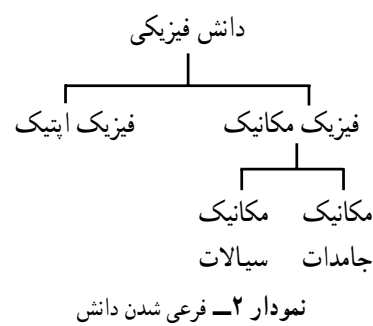 دانش فیزیکی
فیزیک مکانیک فیزیک اپتیک
مکانیک مکانیک
جامدات سیالات
نمودار ۲ــ فرعی شدن دانش